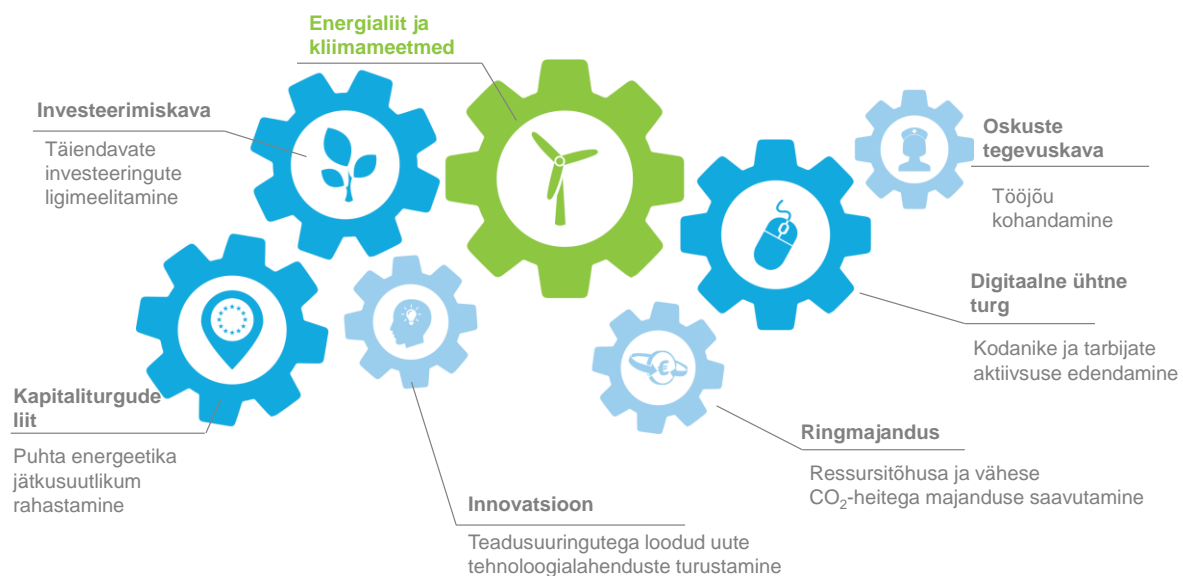 Energialiit ja
kliimameetmed
Investeerimiskava
Täiendavate
investeeringute
ligimeelitamine
Oskuste
tegevuskava
Tööjõu
kohandamine
Digitaalne ühtne
turg
Kodanike ja tarbijate
aktiivsuse edendamine
Kapitaliturgude
liit
Puhta energeetika
jätkusuutlikum
rahastamine
Ringmajandus
Ressursitõhusa ja vähese
CO₂-heitega majanduse saavutamine
Innovatsioon
Teadusuuringutega loodud uute
tehnoloogialahenduste turustamine
€